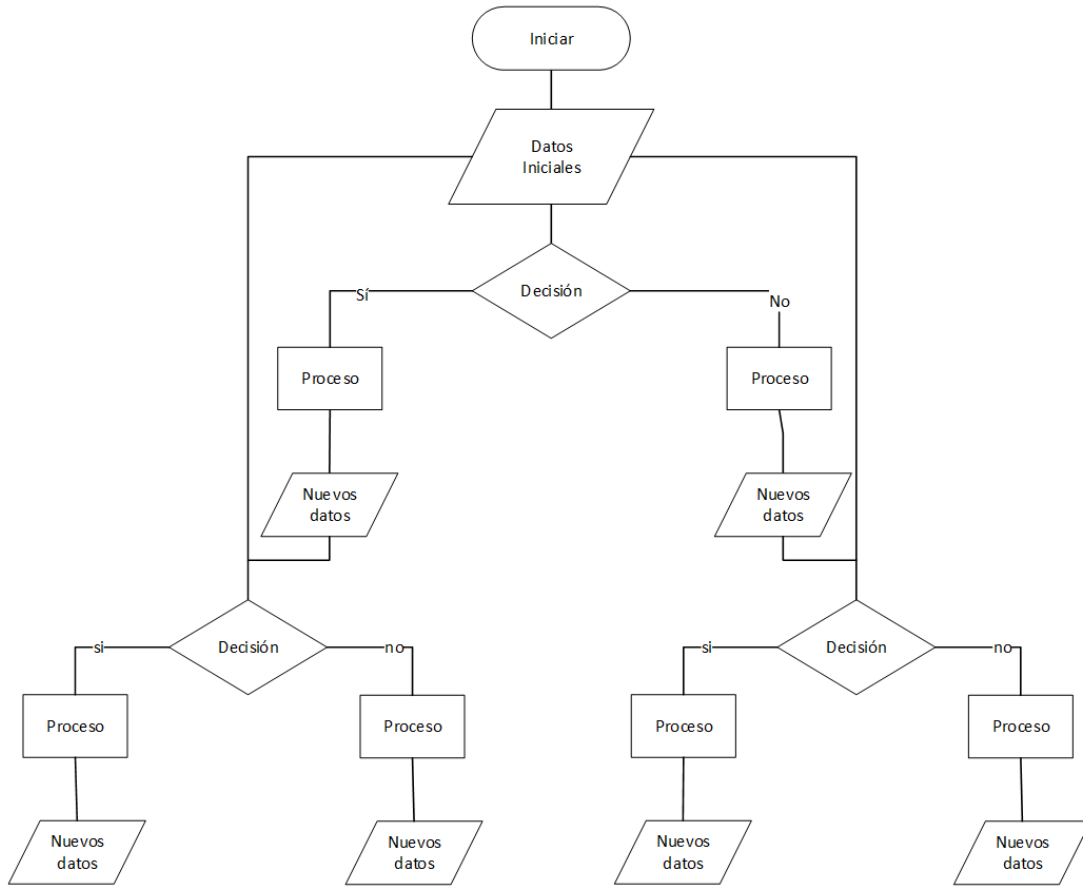 Iniciar
Datos
Iniciales
Decisión
Sí
No
Proceso
Proceso
Nuevos
datos
Nuevos
datos
Decisión
si
no
Decisión
si
no
Proceso
Proceso
Proceso
Proceso
Nuevos
datos
Nuevos
datos
Nuevos
datos
Nuevos
datos